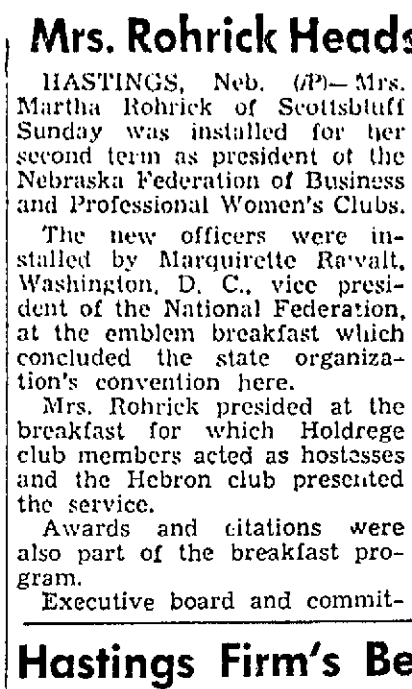 Mrs. Rohrick Heads
HASTINGS, Neb. (AP)—Mrs.
Martha Rohrick of Scottsbluff
Sunday was installed for her
second term as president of the
Nebraska Federation of Business
and Professional Women's Clubs.
The new officers were in-
stalled by Marquirette Rawalt,
Washington, D. C., vice presi-
dent of the National Federation,
at the emblem breakfast which
concluded the state organiza-
tion's convention here.
Mrs. Rohrick presided at the
breakfast for which Holdrege
club members acted as hostesses
and the Hebron club presented
the service.
Awards and citations were
also part of the breakfast pro-
gram.
Executive board and commit-
Hastings Firm's Be